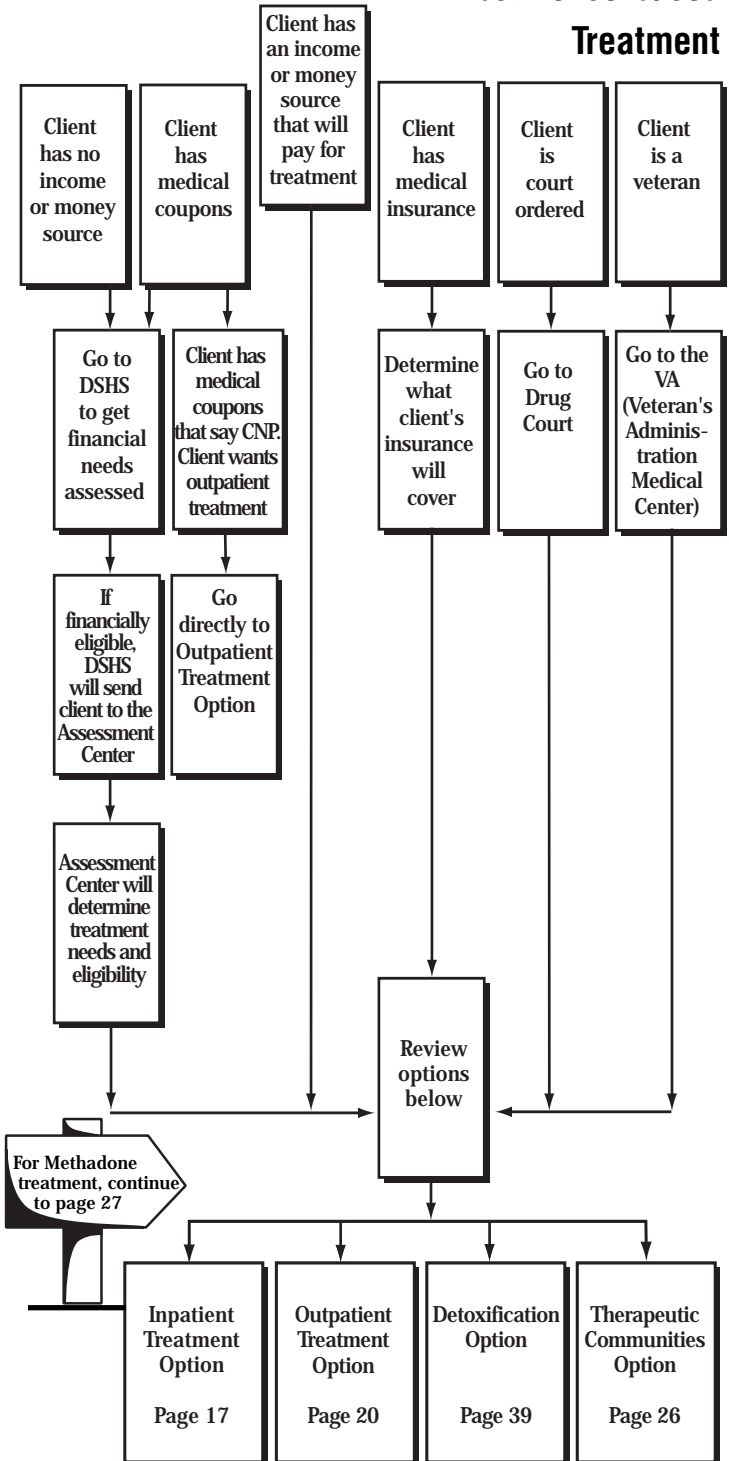 Treatment
Client has
an income
or money
source
that will
pay for
treatment
Client
has no
income
or money
source
Client
has
medical
coupons
Client
has
medical
insurance
Client
is
court
ordered
Client
is a
veteran
Go to
DSHS
to get
financial
needs
assessed
Client has
medical
coupons
that say CNP.
Client wants
outpatient
treatment
Determine
what
client's
insurance
will
cover
Go to
Drug
Court
Go to the
VA
(Veteran's
Adminis-
tration
Medical
Center)
If
financially
eligible,
DSHS
will send
client to the
Assessment
Center
Go
directly to
Outpatient
Treatment
Option
Assessment
Center will
determine
treatment
needs and
eligibility
Review
options
below
For Methadone
treatment, continue
to page 27
Inpatient
Treatment
Option
Page 17
Outpatient
Treatment
Option
Page 20
Detoxification
Option
Page 39
Therapeutic
Communities
Option
Page 26